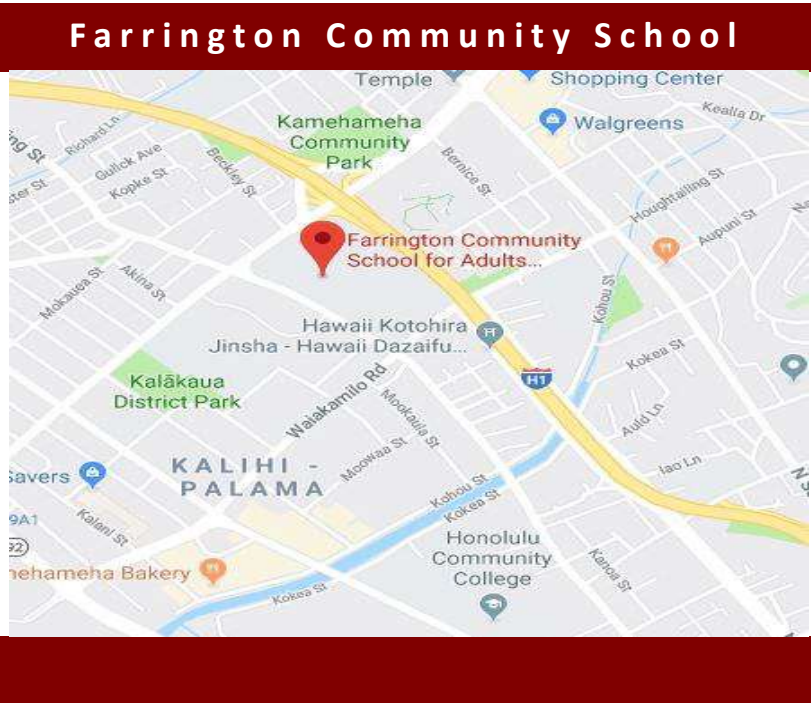 Farrington Community School
Temple
Shopping Center
Kealia Dr
Walgreens
Kamehameha
Community
Park
Richard Ln
Gulick Ave
Kopke St
Beckley St
Bernice St
Houghtailing St
Aupuni St
Farrington Community
School for Adults...
Mokauea St
Akina St
Kohou St
Hawaii Kotohira
Jinsha - Hawaii Dazaifu...
Kokea St
Kalākaua
District Park
H1
Waiakamilo Rd
Mookaula St
Auld Ln
Moowaa St
KALIHI -
PALAMA
Iao Ln
Savers
Kohou St
Kokea St
Kalani St
Honolulu
Community
College
Kanoa St
nehameha Bakery
Kokea St